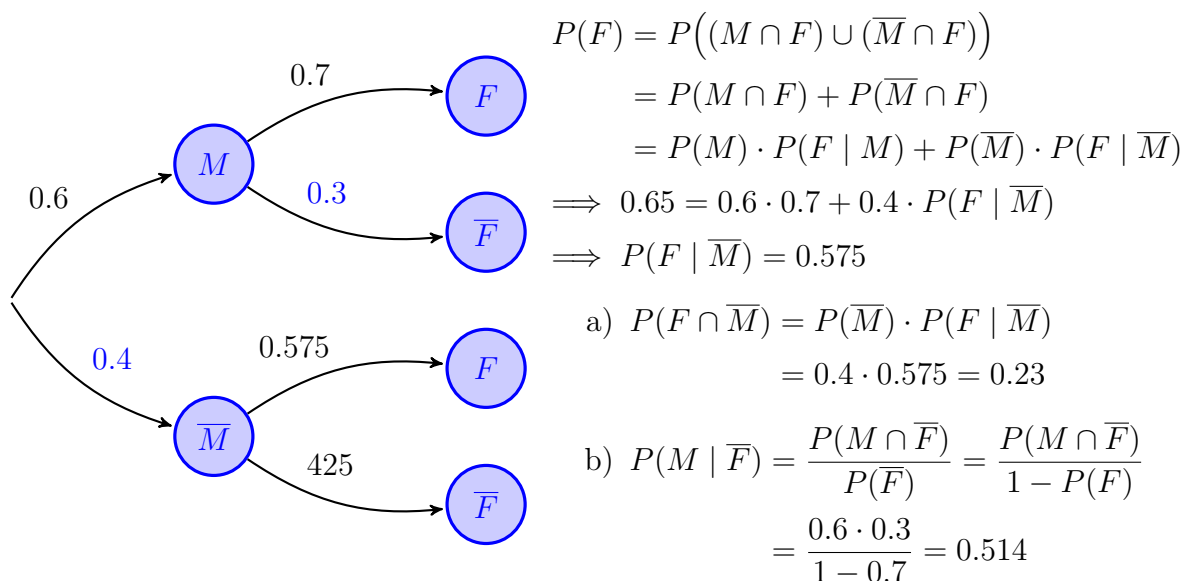 0.7
F
M
0.6
0.3
F̅
0.4
0.575
F
M̅
425
F̅
P(F) = P((M ∩ F) ∪ (M̅ ∩ F))
= P(M ∩ F) + P(M̅ ∩ F)
= P(M) · P(F | M) + P(M̅) · P(F | M̅)
⟹ 0.65 = 0.6 · 0.7 + 0.4 · P(F | M̅)
⟹ P(F | M̅) = 0.575
a) P(F ∩ M̅) = P(M̅) · P(F | M̅)
= 0.4 · 0.575 = 0.23
b) P(M | F̅) = P(M ∩ F̅) / P(F̅) = P(M ∩ F̅) / 1 − P(F)
= 0.6 · 0.3 / 1 − 0.7 = 0.514